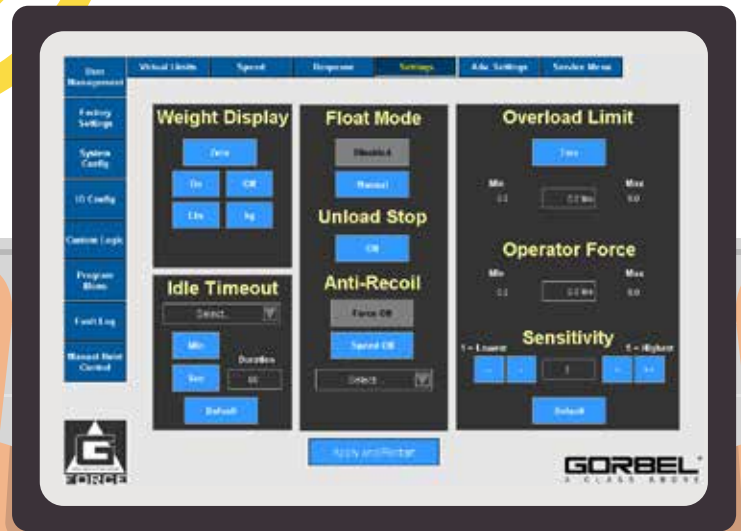 User Management
Virtual Limits
Speed
Response
Settings
Adv. Settings
Service Menu
Factory Settings
System Config
IO Config
Custom Logic
Program Menu
Fault Log
Manual Hoist Control
Weight Display
Zero
On
Off
Lbs
kg
Idle Timeout
Select...
Min
Sec
Duration
Default
Float Mode
Disabled
Manual
Unload Stop
Off
Anti-Recoil
Force Off
Speed Off
Select...
Overload Limit
Min
Max
Operator Force
Min
Max
Sensitivity
1 = Lowest
Default
Apply and Restart
G
FORCE
GORBEL
A CLASS ABOVE